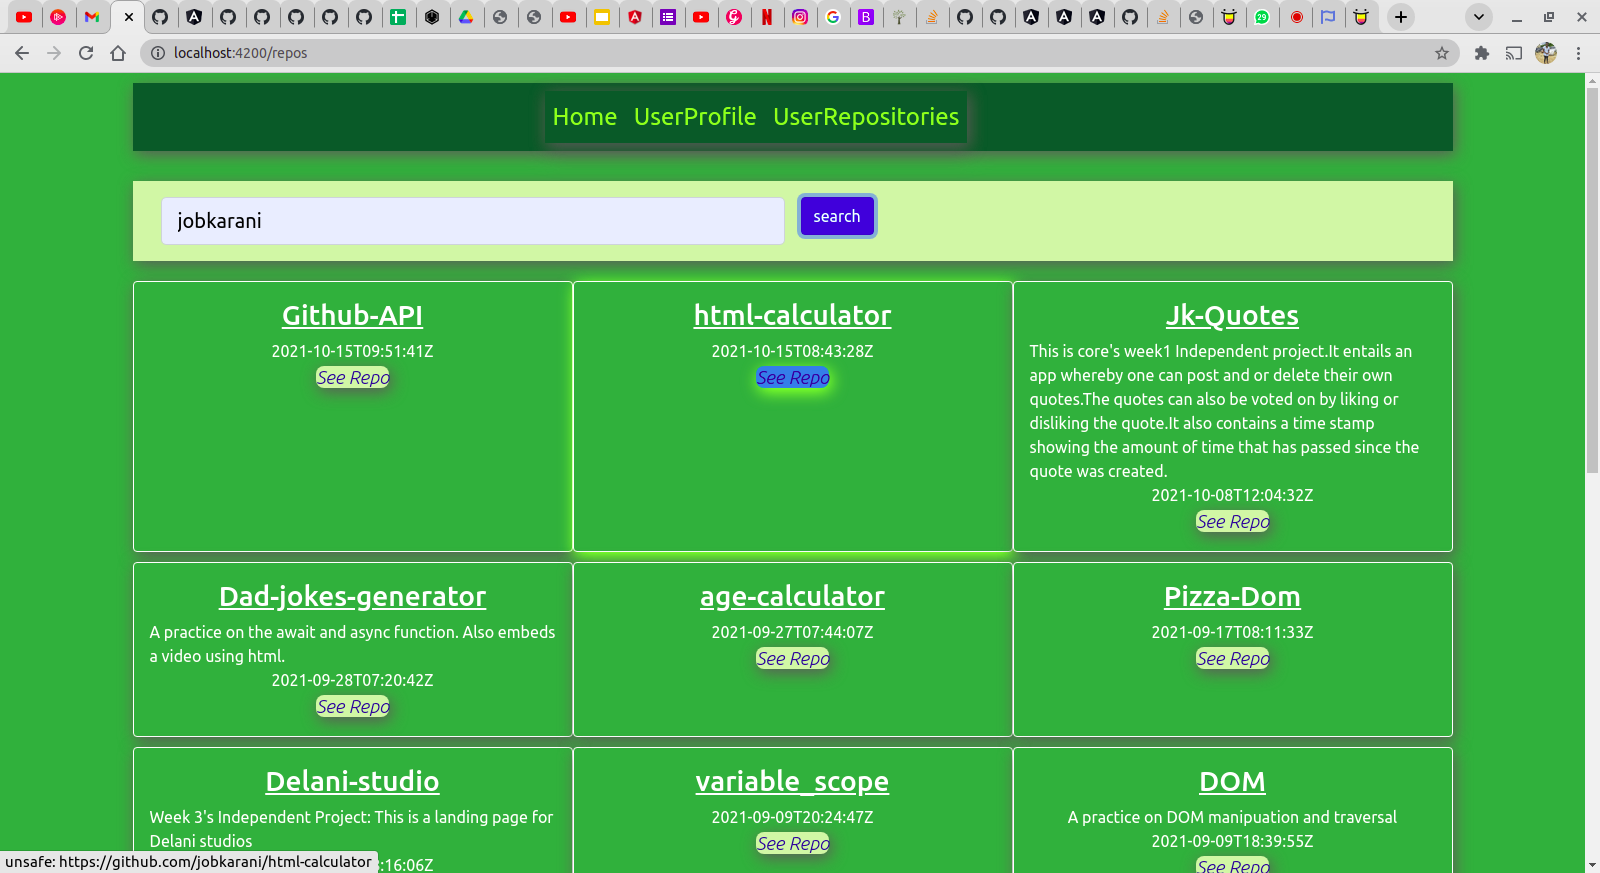 localhost:4200/repos
Home UserProfile UserRepositories
jobkarani
search
Github-API
2021-10-15T09:51:41Z
See Repo
html-calculator
2021-10-15T08:43:28Z
See Repo
Jk-Quotes
This is core's week1 Independent project.It entails an
app whereby one can post and or delete their own
quotes.The quotes can also be voted on by liking or
disliking the quote.It also contains a time stamp
showing the amount of time that has passed since the
quote was created.
2021-10-08T12:04:32Z
See Repo
Dad-jokes-generator
A practice on the await and async function. Also embeds
a video using html.
2021-09-28T07:20:42Z
See Repo
age-calculator
2021-09-27T07:44:07Z
See Repo
Pizza-Dom
2021-09-17T08:11:33Z
See Repo
Delani-studio
Week 3's Independent Project: This is a landing page for
Delani studios
:16:06Z
variable_scope
2021-09-09T20:24:47Z
See Repo
DOM
A practice on DOM manipuation and traversal
2021-09-09T18:39:55Z
See Repo
unsafe: https://github.com/jobkarani/html-calculator